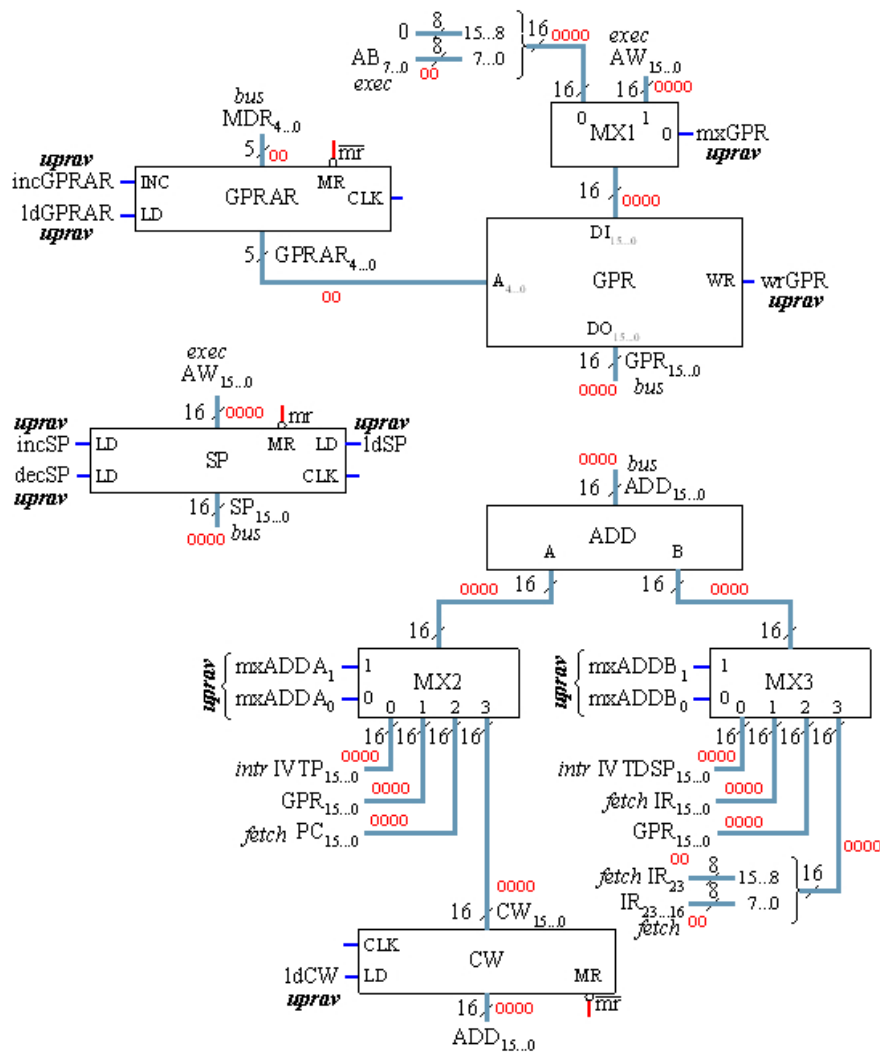 0 8 15...8 16 0000
AB7...0 8 7...0
exec 00
exec
AW15...0
16 16 0000
0 1
MX1 0 mxGPR
uprav
16 0000
bus
MDR4...0
5 00 mr
uprav
incGPRAR INC MR
GPRAR CLK
ldGPRAR LD
uprav
5 GPRAR4...0
00
DI15...0
A4...0 GPR WR wrGPR
uprav
DO15...0
16 GPR15...0
0000 bus
exec
AW15...0
16 0000 mr
uprav uprav
incSP LD MR LD ldSP
SP
decSP LD CLK
uprav
16 SP15...0
0000 bus
0000 bus
16 ADD15...0
ADD
A B
0000 16 16 0000
16 16
uprav mxADDA1 1 MX2
mxADDA0 0
0 1 2 3
16 16 16 16
0000
intr IVTP15...0
0000
GPR15...0
0000
fetch PC15...0
uprav mxADDB1 1 MX3
mxADDB0 0
0 1 2 3
16 16 16 16
0000
intr IVTDSP15...0
0000
fetch IR15...0
0000
GPR15...0
0000
00
fetch IR23 8 15...8 16
IR23...16 8 7...0
fetch 00
0000
16 CW15...0
CLK
CW
ldCW LD MR
uprav
16 0000 mr
ADD15...0